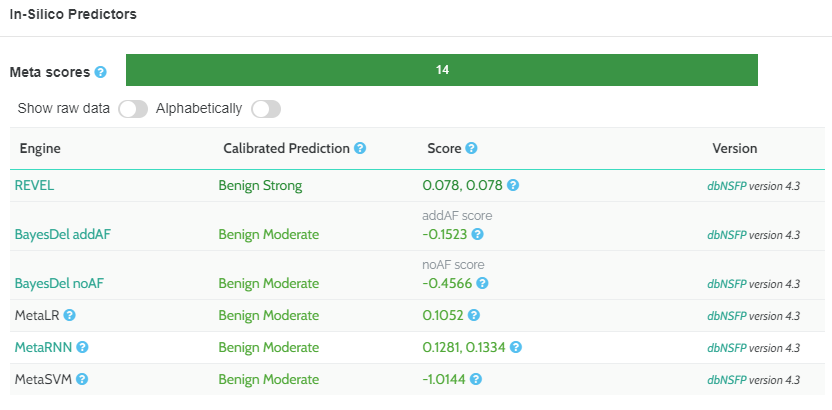 In-Silico Predictors
Meta scores ?
14
Show raw data Alphabetically
Engine Calibrated Prediction ? Score ? Version
REVEL Benign Strong 0.078, 0.078 ? dbNSFP version 4.3
addAF score
BayesDel addAF Benign Moderate -0.1523 ? dbNSFP version 4.3
noAF score
BayesDel noAF Benign Moderate -0.4566 ? dbNSFP version 4.3
MetaLR ? Benign Moderate 0.1052 ? dbNSFP version 4.3
MetaRNN ? Benign Moderate 0.1281, 0.1334 ? dbNSFP version 4.3
MetaSVM ? Benign Moderate -1.0144 ? dbNSFP version 4.3